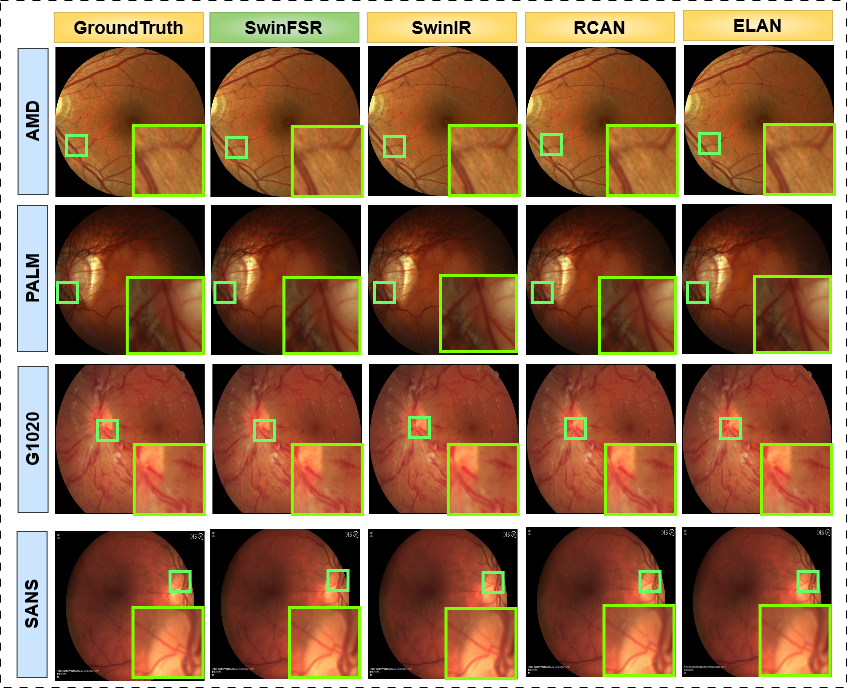 GroundTruth
SwinFSR
SwinIR
RCAN
ELAN
AMD
PALM
G1020
SANS